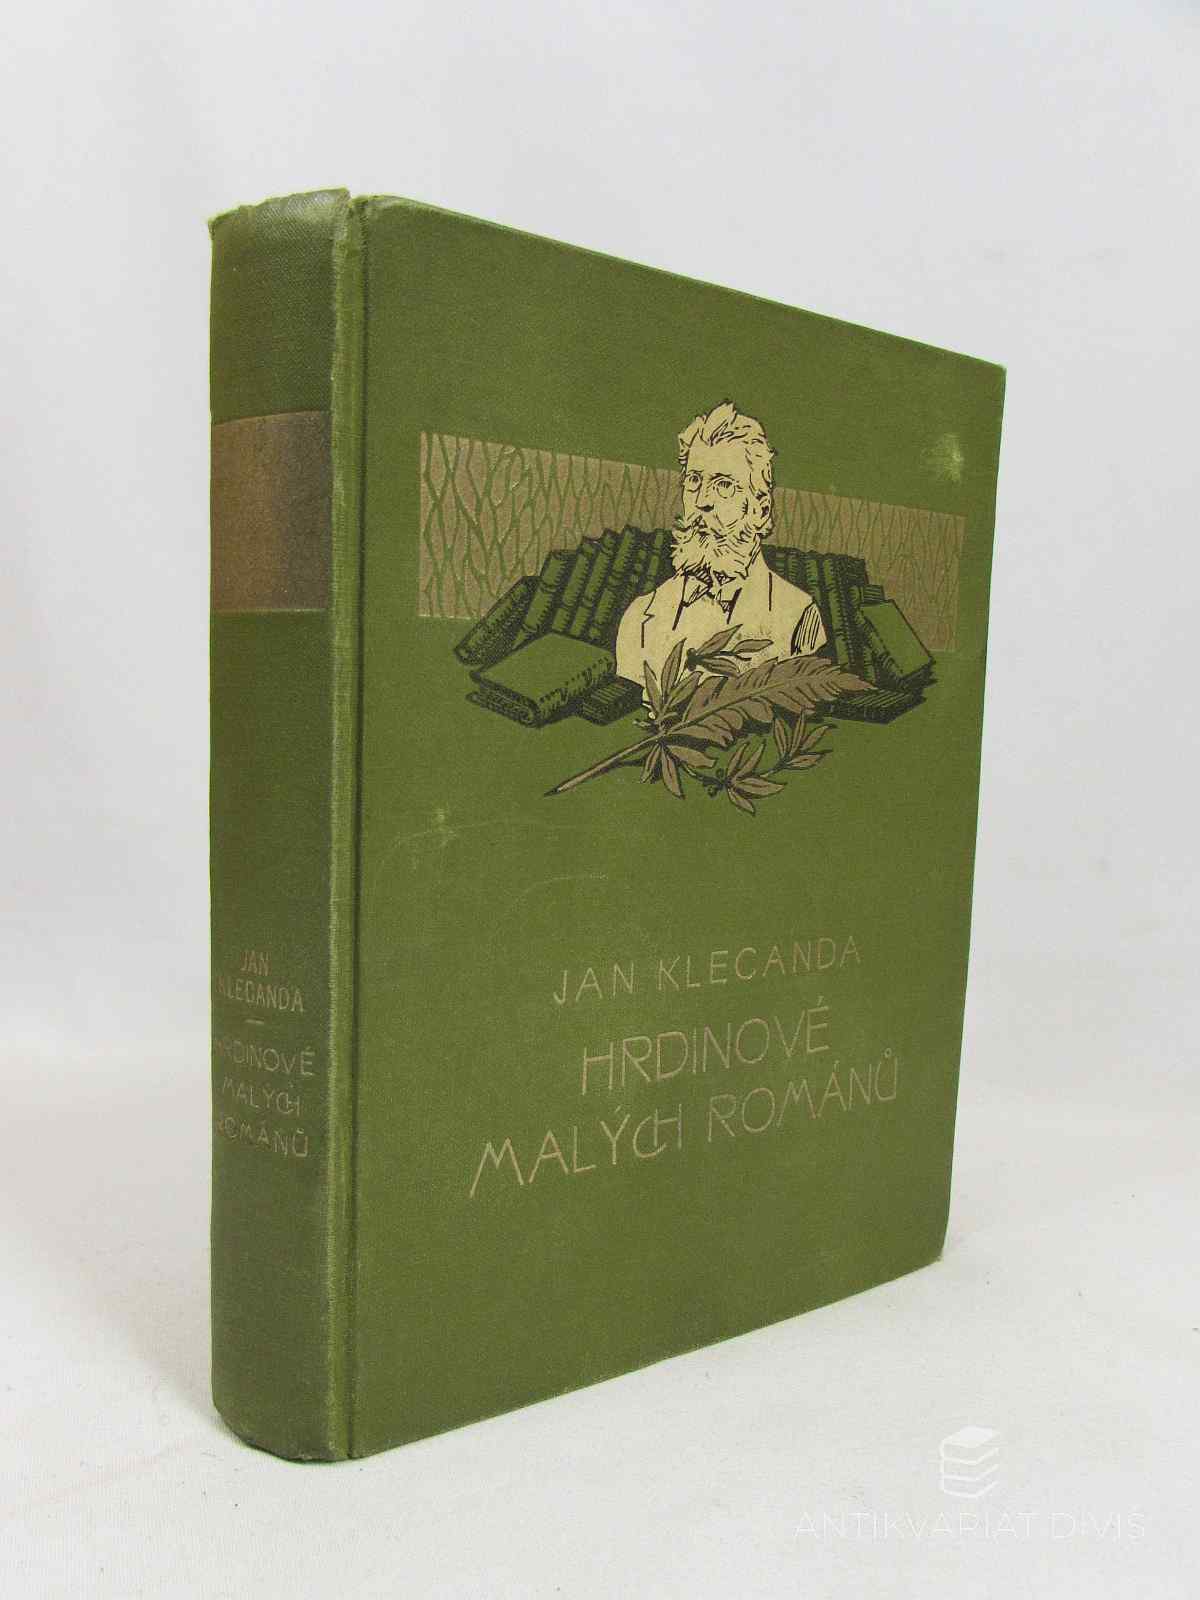 JAN
KLECANDA
HRDINOVÉ
MALÝCH
ROMÁNŮ
JAN KLECANDA
HRDINOVÉ
MALÝCH ROMÁNŮ
ANTIKVARIÁT DIVIŠ